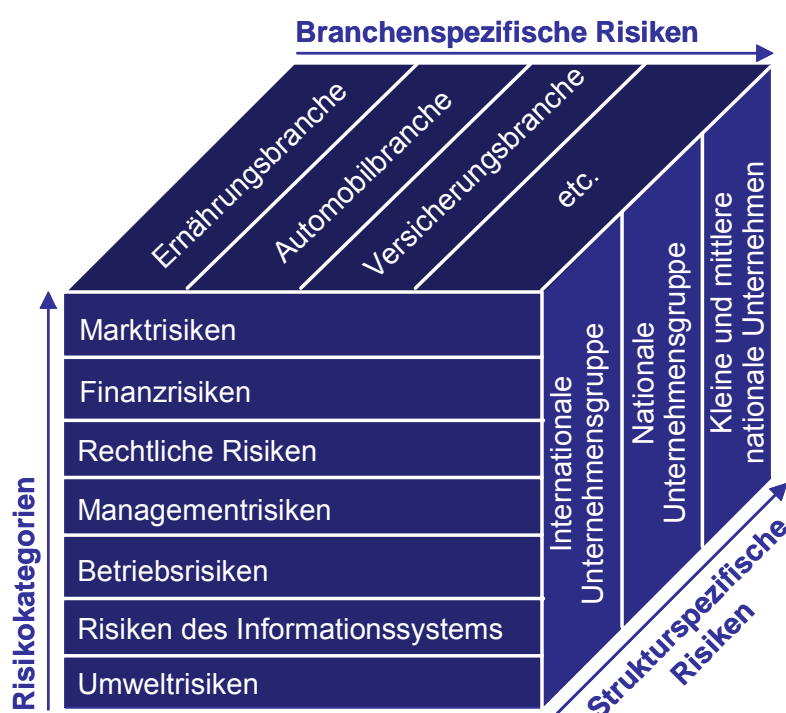 Branchenspezifische Risiken
Ernährungsbranche
Automobilbranche
Versicherungsbranche
etc.
Risikokategorien
Marktrisiken
Finanzrisiken
Rechtliche Risiken
Managementrisiken
Betriebsrisiken
Risiken des Informationssystems
Umweltrisiken
Internationale
Unternehmensgruppe
Nationale
Unternehmensgruppe
Kleine und mittlere
nationale Unternehmen
Strukturspezifische
Risiken